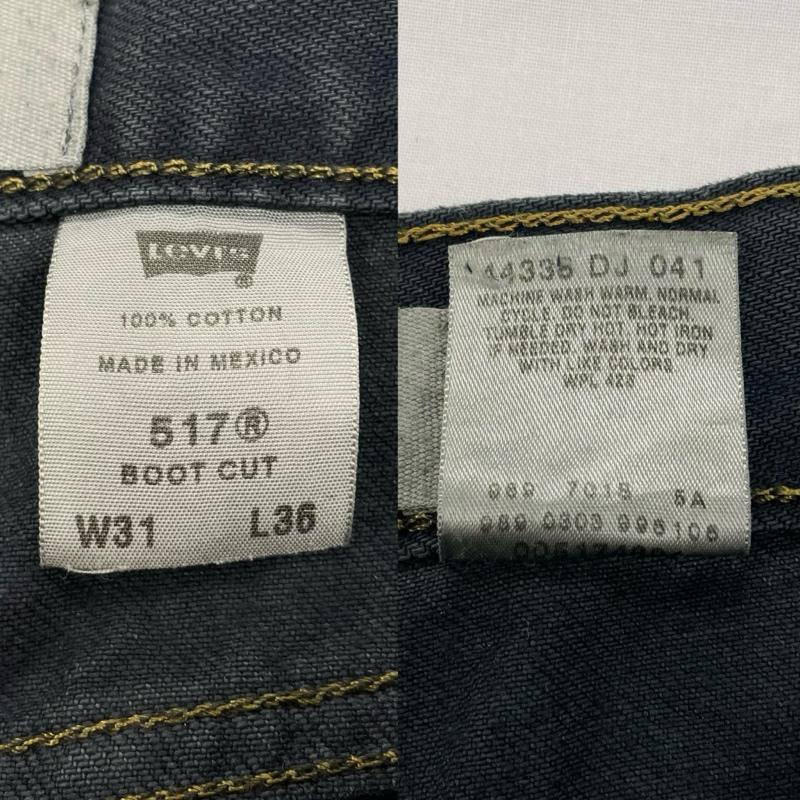 LEVI'S
®
100% COTTON
MADE IN MEXICO
517®
BOOT CUT
W31 L36
44335 DJ 041
MACHINE WASH WARM, NORMAL
CYCLE. DO NOT BLEACH.
TUMBLE DRY HOT. HOT IRON
IF NEEDED. WASH AND DRY
WITH LIKE COLORS
WPL 423
989 701S 5A
989 0303 998106